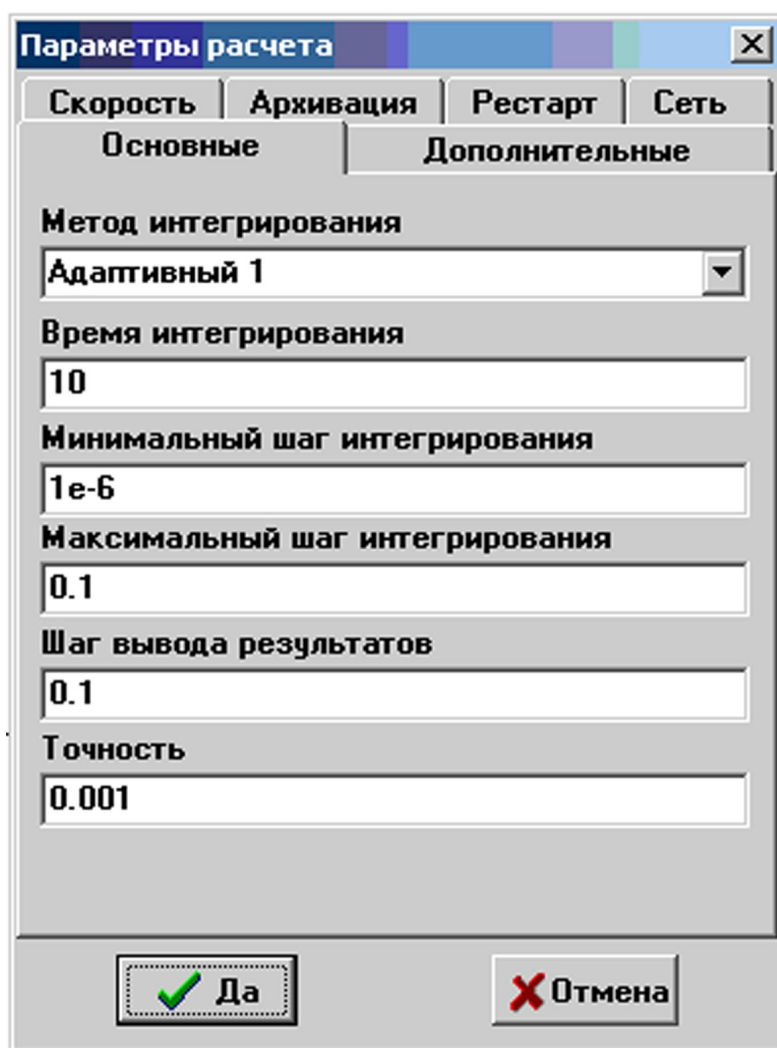 Параметры расчета
Скорость Архивация Рестарт Сеть
Основные Дополнительные
Метод интегрирования
Адаптивный 1
Время интегрирования
10
Минимальный шаг интегрирования
1e-6
Максимальный шаг интегрирования
0.1
Шаг вывода результатов
0.1
Точность
0.001
Да Отмена